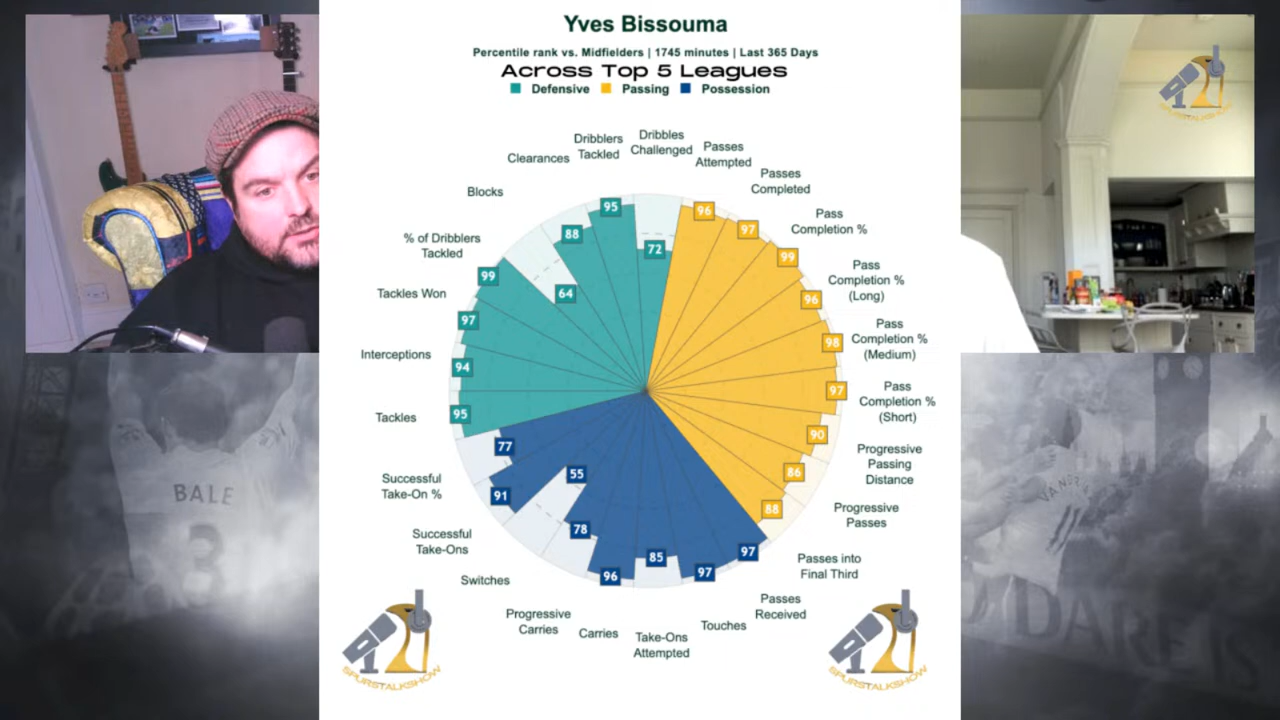 Yves Bissouma
Percentile rank vs. Midfielders | 1745 minutes | Last 365 Days
Across Top 5 Leagues
Defensive Passing Possession
SPURSTALKSHOW
Dribblers
Tackled
Dribbles
Challenged
Clearances
Passes
Attempted
Blocks
Passes
Completed
% of Dribblers
Tackled
Pass
Completion %
Tackles Won
Pass
Completion %
(Long)
Interceptions
Pass
Completion %
(Medium)
Tackles
Pass
Completion %
(Short)
Successful
Take-On %
Progressive
Passing
Distance
Successful
Take-Ons
Progressive
Passes
Switches
Passes into
Final Third
Progressive
Carries
Passes
Received
Carries
Take-Ons
Attempted
Touches
95
72
96
97
99
96
98
97
90
86
88
97
97
85
96
78
55
91
77
95
94
97
99
64
88
BALE
3
11
DARE IS
SPURSTALKSHOW
SPURSTALKSHOW